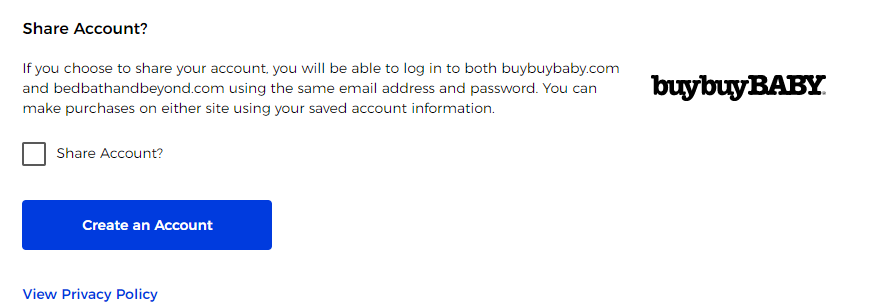 Share Account?
If you choose to share your account, you will be able to log in to both buybuybaby.com
and bedbathandbeyond.com using the same email address and password. You can
make purchases on either site using your saved account information.
buybuyBABY
Share Account?
Create an Account
View Privacy Policy